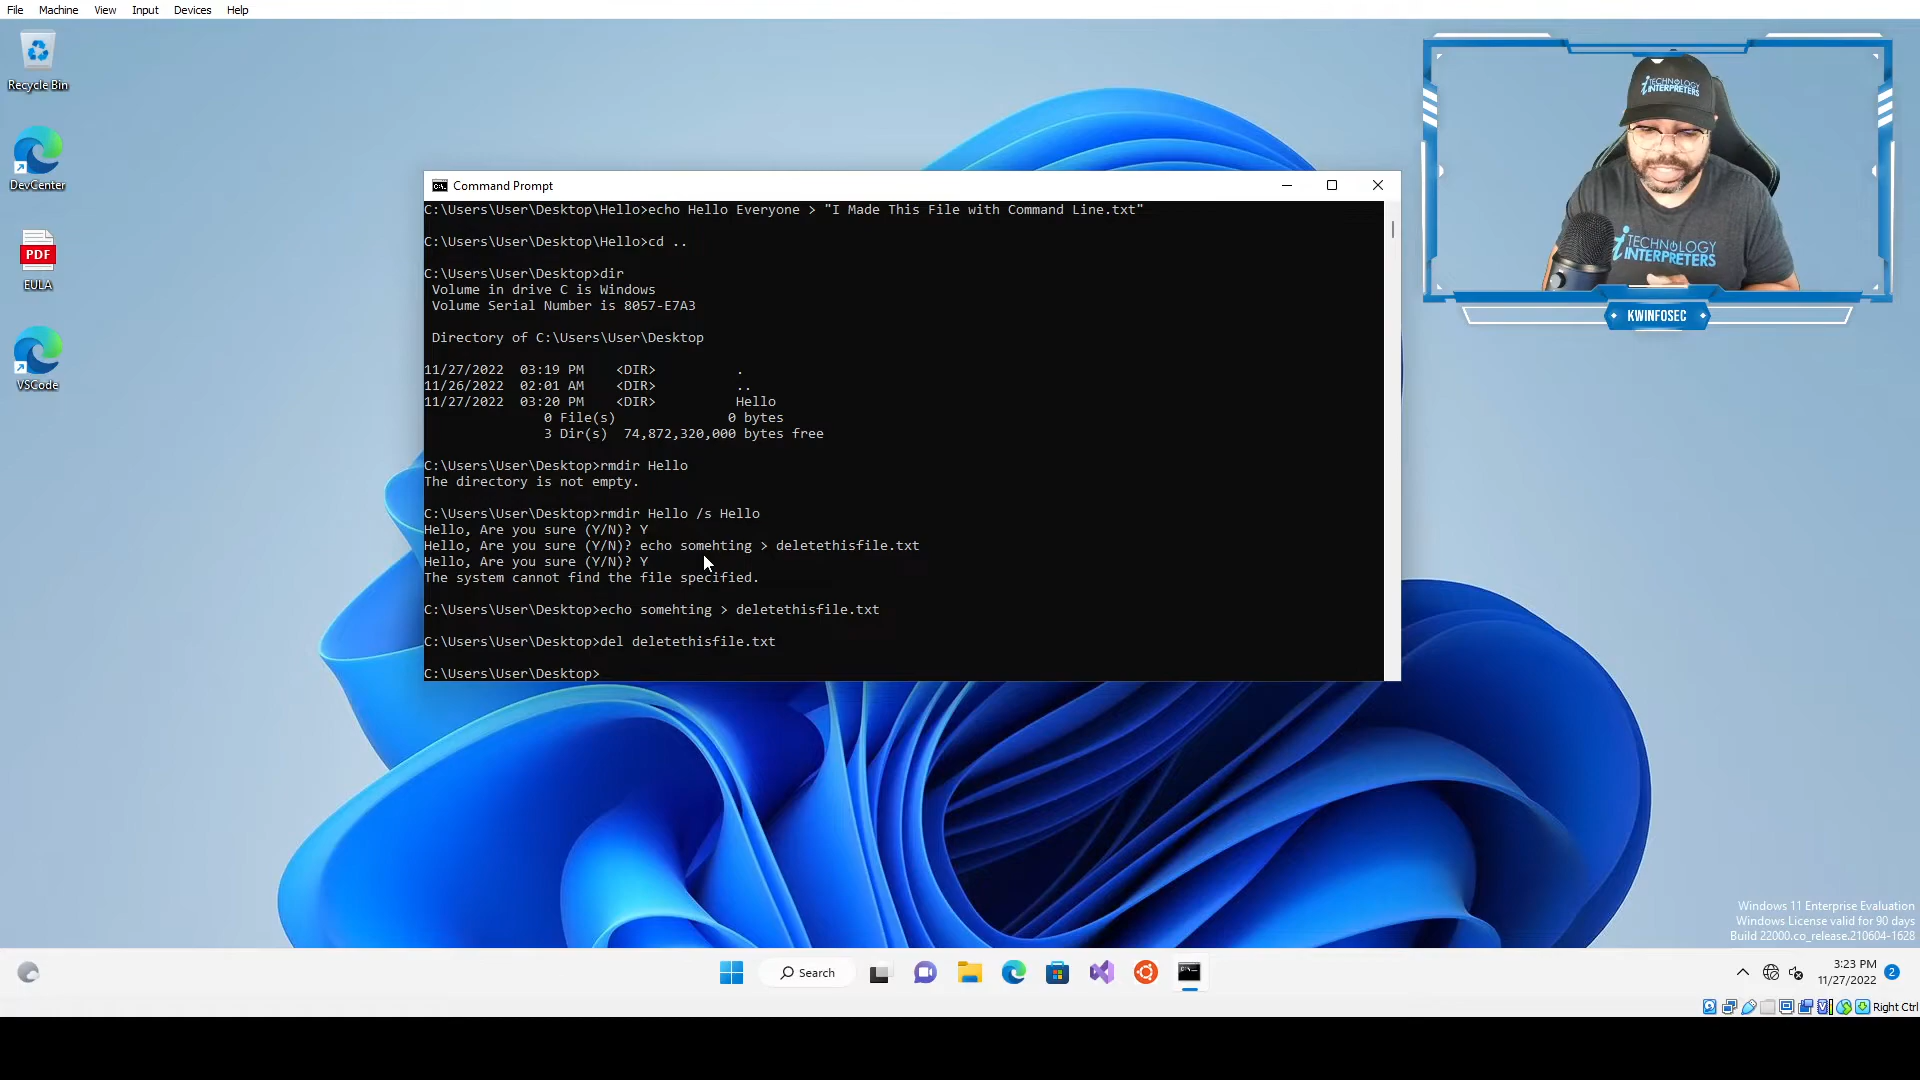 File Machine View Input Devices Help
Recycle Bin
DevCenter
PDF
EULA
VSCode
Command Prompt
C:\Users\User\Desktop\Hello>echo Hello Everyone > "I Made This File with Command Line.txt"
C:\Users\User\Desktop\Hello>cd ..
C:\Users\User\Desktop>dir
Volume in drive C is Windows
Volume Serial Number is 8057-E7A3
Directory of C:\Users\User\Desktop
11/27/2022 03:19 PM <DIR> .
11/26/2022 02:01 AM <DIR> ..
11/27/2022 03:20 PM <DIR> Hello
0 File(s) 0 bytes
3 Dir(s) 74,872,320,000 bytes free
C:\Users\User\Desktop>rmdir Hello
The directory is not empty.
C:\Users\User\Desktop>rmdir Hello /s Hello
Hello, Are you sure (Y/N)? Y
Hello, Are you sure (Y/N)? echo somehting > deletethisfile.txt
Hello, Are you sure (Y/N)? Y
The system cannot find the file specified.
C:\Users\User\Desktop>echo somehting > deletethisfile.txt
C:\Users\User\Desktop>del deletethisfile.txt
C:\Users\User\Desktop>
TECHNOLOGY
INTERPRETERS
TECHNOLOGY
INTERPRETERS
KWINFOSEC
Windows 11 Enterprise Evaluation
Windows License valid for 90 days
Build 22000.co_release.210604-1628
Search
3:23 PM
11/27/2022
2
Right Ctrl